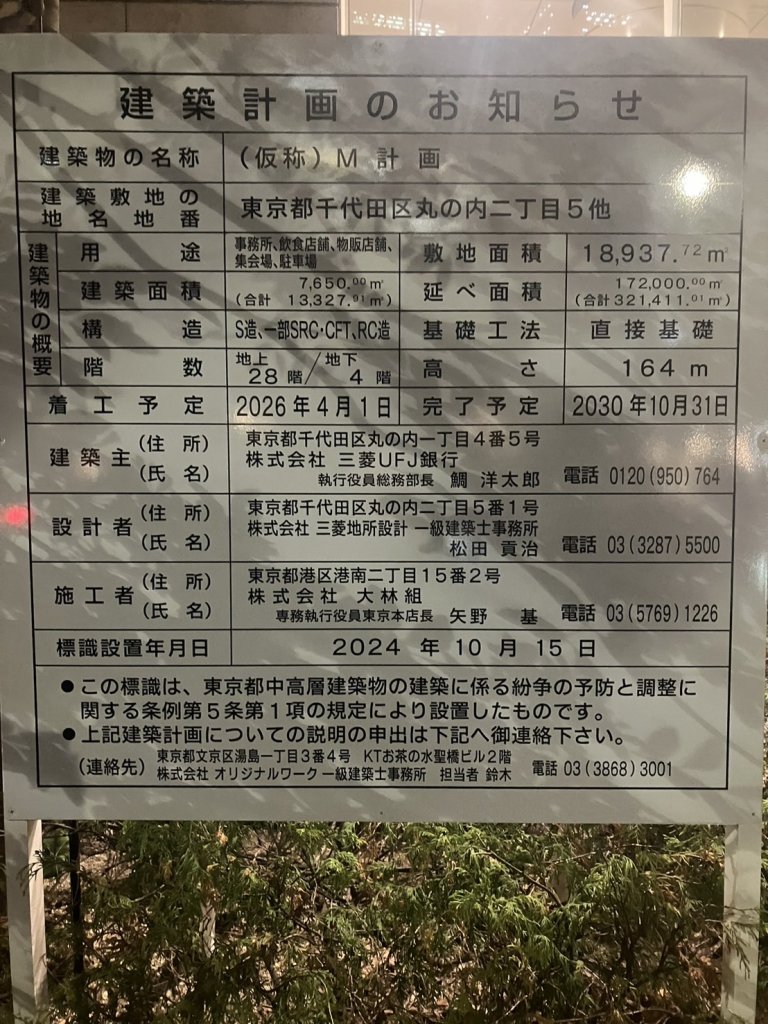 建築計画のお知らせ
建築物の名称 (仮称)M 計 画
建築敷地の地名地番 東京都千代田区丸の内二丁目5他
建築物の概要
用途 事務所、飲食店舗、物販店舗、集会場、駐車場 敷地面積 18,937.72㎡
建築面積 7,650.00㎡ (合計 13,327.91㎡) 延べ面積 172,000.00㎡ (合計321,411.01㎡)
構造 S造、一部SRC・CFT、RC造 基礎工法 直接基礎
階数 地上28階/地下4階 高さ 164m
着工予定 2026年4月1日 完了予定 2030年10月31日
建築主 (住所) 東京都千代田区丸の内一丁目4番5号
(氏名) 株式会社 三菱UFJ銀行
執行役員総務部長 鯛 洋太郎 電話 0120(950)764
設計者 (住所) 東京都千代田区丸の内二丁目5番1号
(氏名) 株式会社 三菱地所設計 一級建築士事務所
松田 貢治 電話 03(3287)5500
施工者 (住所) 東京都港区港南二丁目15番2号
(氏名) 株式会社 大林組
専務執行役員東京本店長 矢野 基 電話 03(5769)1226
標識設置年月日 2024年10月15日
●この標識は、東京都中高層建築物の建築に係る紛争の予防と調整に
関する条例第5条第1項の規定により設置したものです。
●上記建築計画についての説明の申出は下記へ御連絡下さい。
(連絡先) 東京都文京区湯島一丁目3番4号 KTお茶の水聖橋ビル2階
株式会社 オリジナルワーク 一級建築士事務所 担当者 鈴木 電話 03(3868)3001